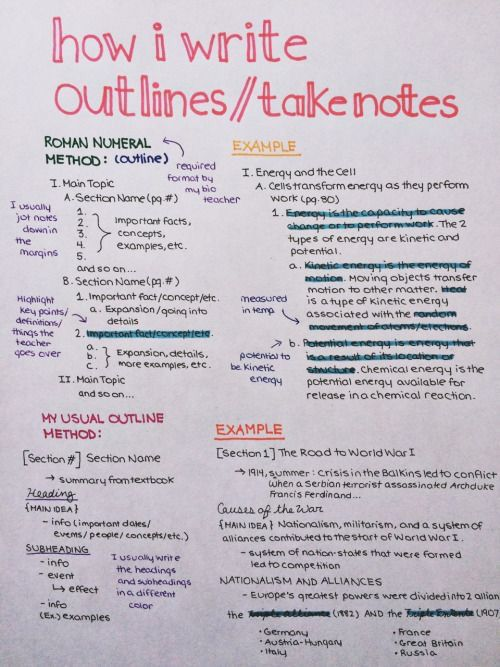 how i write
outlines//take notes
ROMAN NUMERAL
METHOD: (outline)
required
format by
my bio
teacher
I. Main Topic
A. Section Name (pg. #)
1.
2.
3.
4.
5.
Important facts,
concepts,
examples, etc.
and so on...
I usually
jot notes
down in
the
margins
B. Section Name (pg. #)
1. Important fact/concept/etc.
a. Expansion/going into
details
2. Important fact/concept/etc.
a.
b.
c.
Expansion, details,
more examples, etc.
II. Main Topic
and so on...
Highlight
key points/
definitions/
things the
teacher
goes over
EXAMPLE
I. Energy and the Cell
A. Cells transform energy as they perform
work (pg. 80)
1. Energy is the capacity to cause
change or to perform work. The 2
types of energy are kinetic and
potential.
a. Kinetic energy is the energy of
motion. Moving objects transfer
motion to other matter. Heat
is a type of kinetic energy
associated with the random
movement of atoms/electrons.
measured
in temp
b. Potential energy is energy that
is a result of its location or
structure. Chemical energy is the
potential energy available for
release in a chemical reaction.
potential to
be kinetic
energy
MY USUAL OUTLINE
METHOD:
[Section #] Section Name
→ summary from textbook
Heading
{MAIN IDEA}
- info (important dates/
events/people/concepts/etc.)
SUBHEADING
- info
- event
↳ effect
- info
(Ex.) examples
I usually write
the headings
and subheadings
in a different
color
EXAMPLE
[Section 1] The Road to World War I
→ 1914, summer: Crisis in the Balkins led to conflict
when a Serbian terrorist assassinated Archduke
Francis Ferdinand...
Causes of the War
{MAIN IDEA} Nationalism, militarism, and a system of
alliances contributed to the start of World War I.
- system of nation-states that were formed
led to competition
NATIONALISM AND ALLIANCES
- Europe's greatest powers were divided into 2 allian
the Triple Alliance (1882) AND the Triple Entente (1907
• Germany
• Austria-Hungary
• Italy
• France
• Great Britain
• Russia